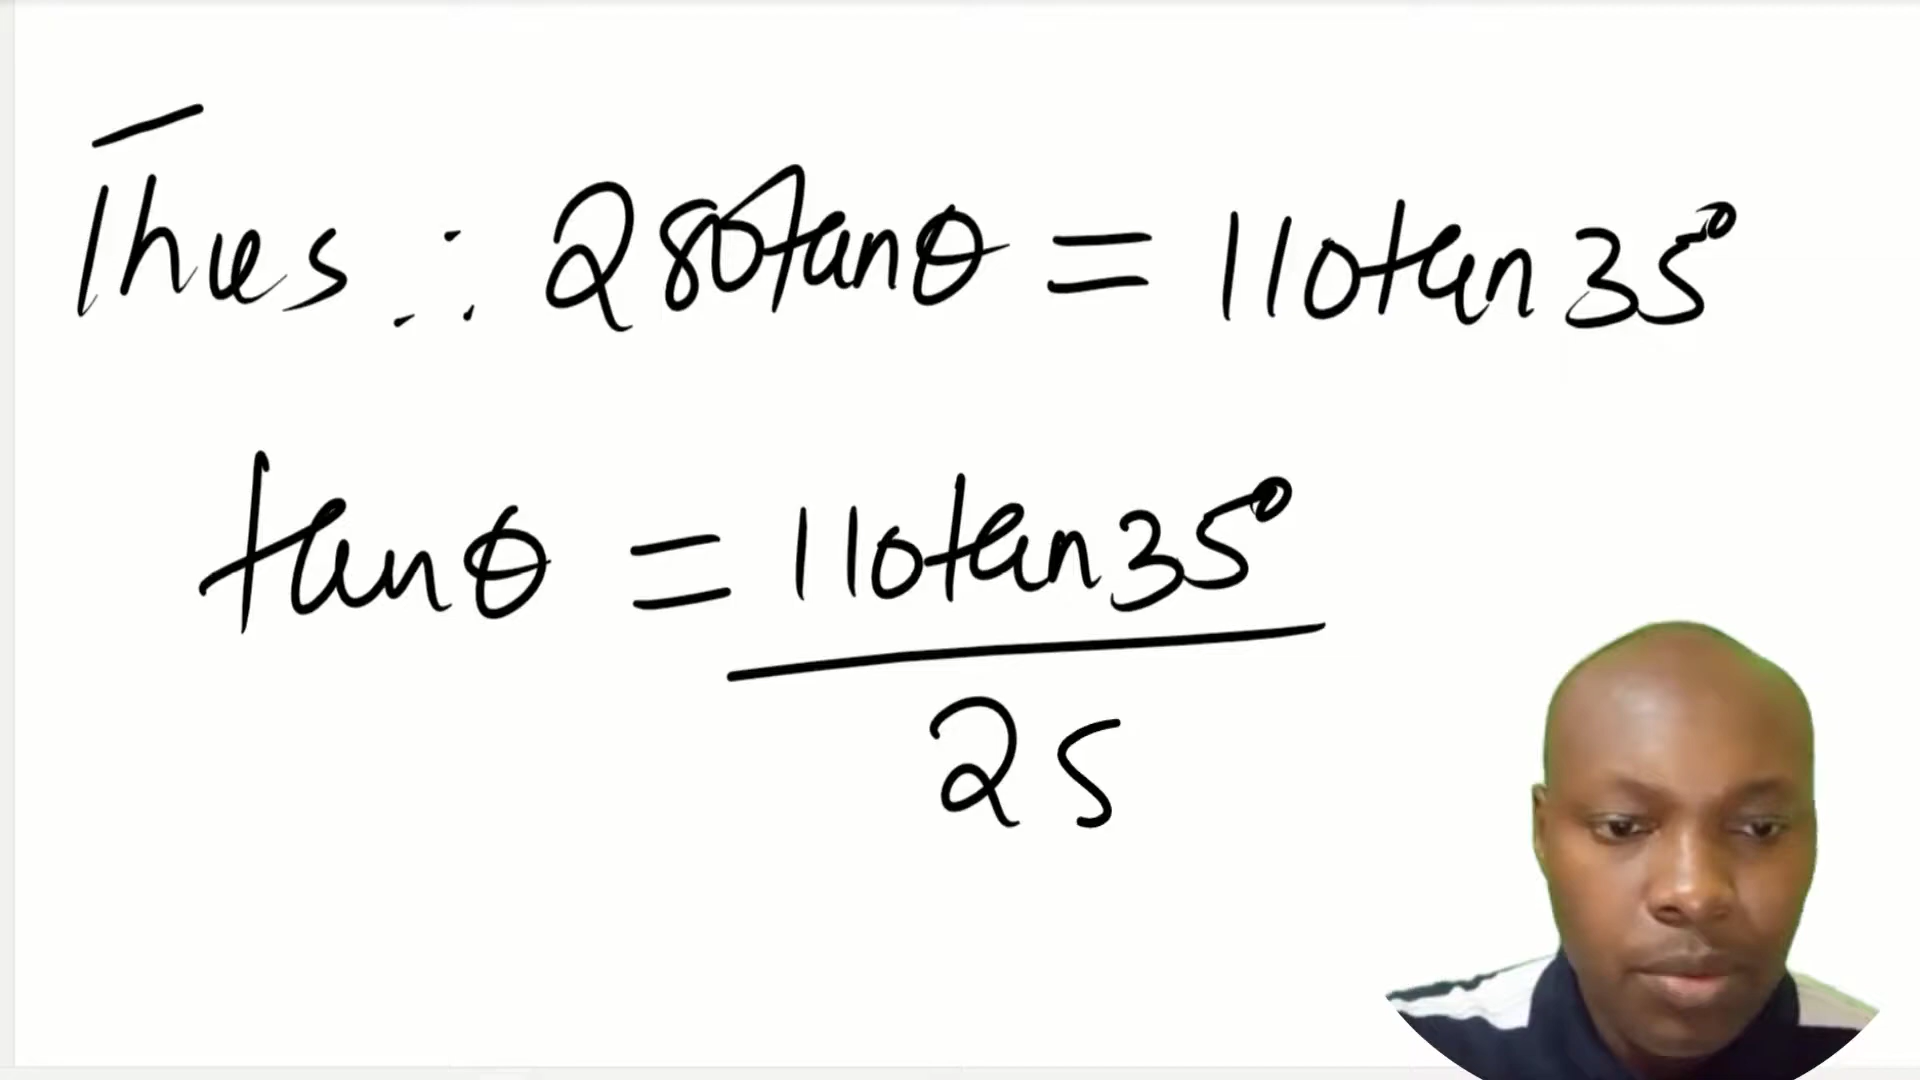 Thus ∴ 280tanθ = 110tan35°
tanθ = 110tan35°
25